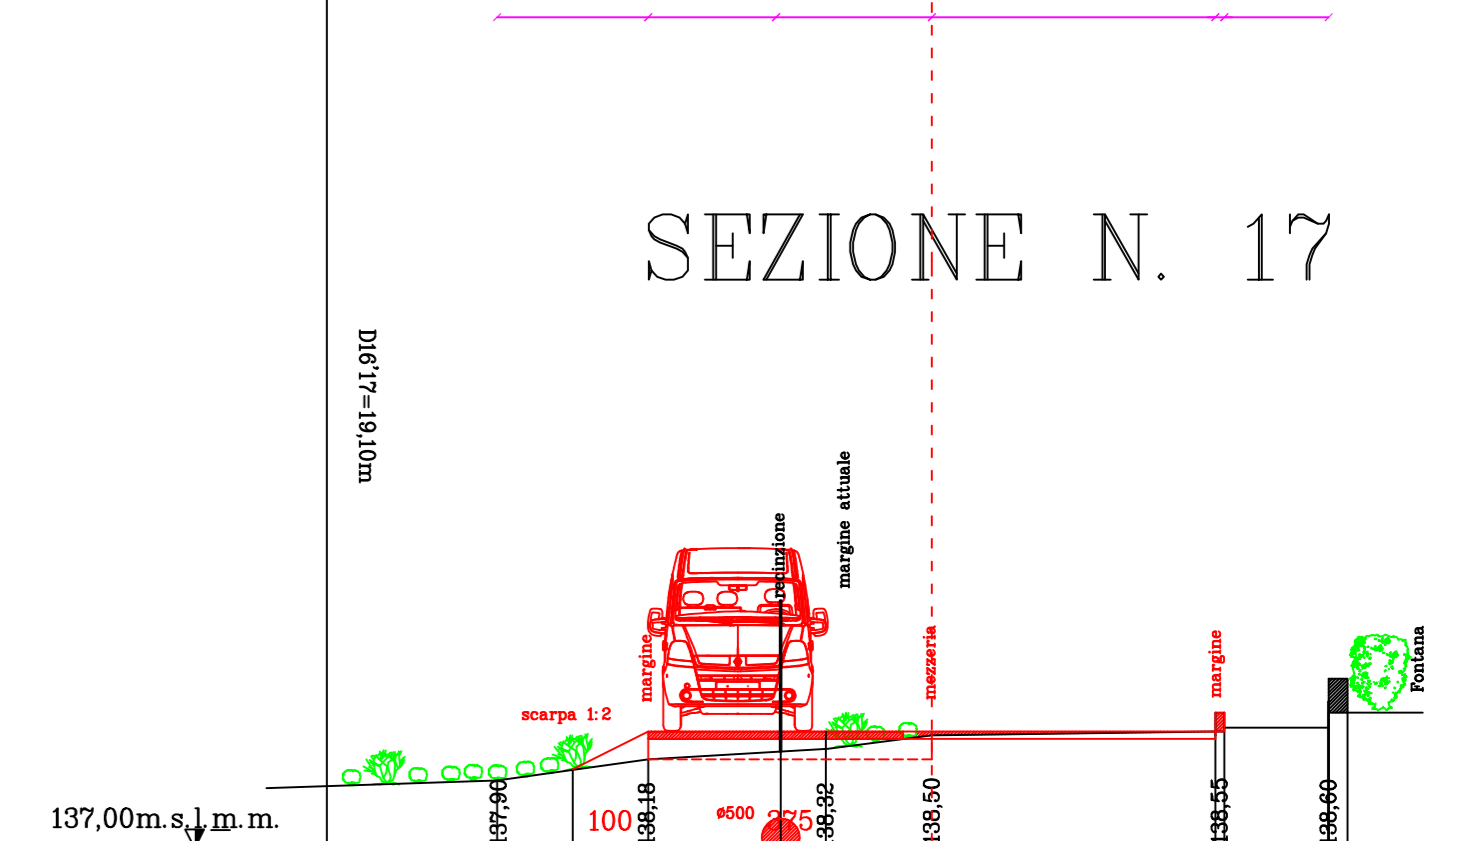 SEZIONE N. 17
D16'17=19,10m
margine attuale
recinzione
margine
mezzeria
margine
Fontana
scarpa 1:2
137,00m.s.l.m.m.
137,90
100
138,18
ø500
375
138,32
138,50
138,55
138,60